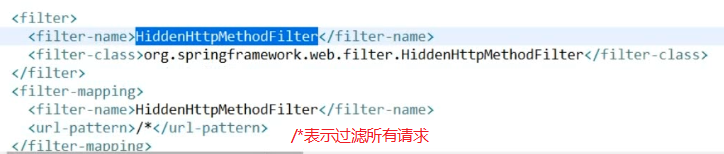 <filter>
<filter-name>HiddenHttpMethodFilter</filter-name>
<filter-class>org.springframework.web.filter.HiddenHttpMethodFilter</filter-class>
</filter>
<filter-mapping>
<filter-name>HiddenHttpMethodFilter</filter-name>
<url-pattern>/*</url-pattern>
/*表示过滤所有请求
</filter-mapping>